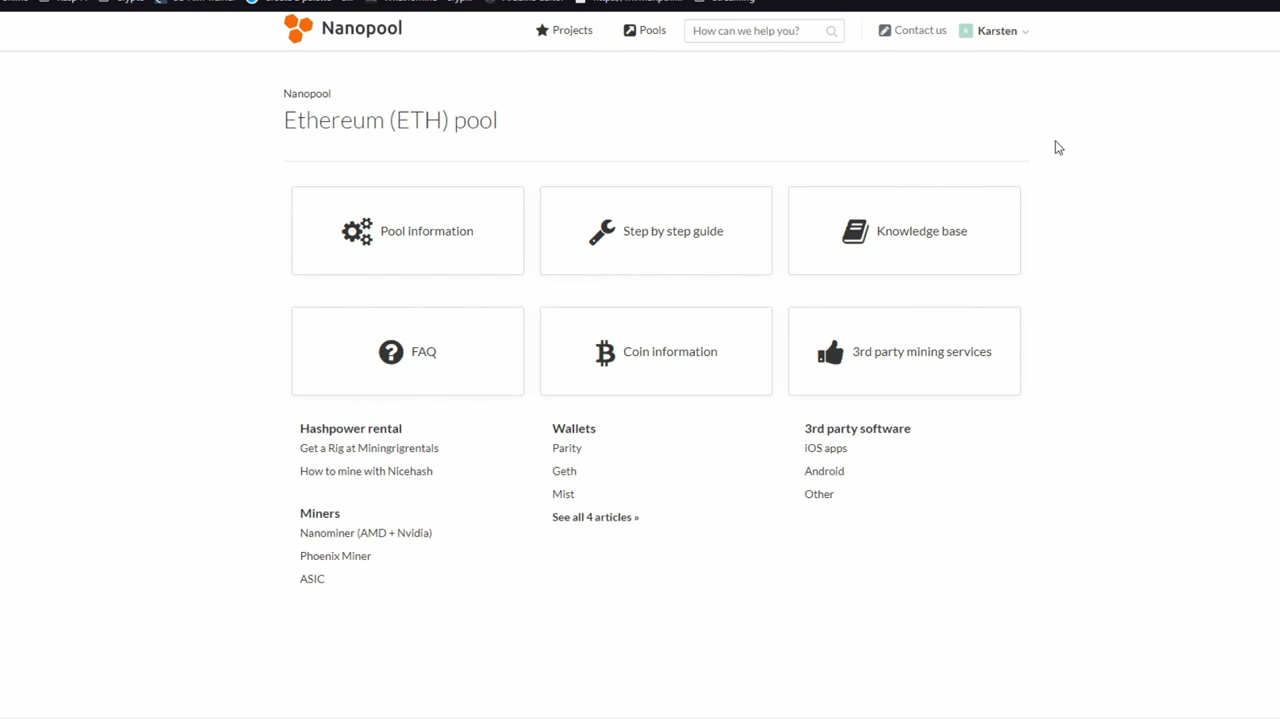 Nanopool
Projects
Pools
How can we help you?
Contact us
Karsten
Nanopool
Ethereum (ETH) pool
Pool information
Step by step guide
Knowledge base
FAQ
Coin information
3rd party mining services
Hashpower rental
Get a Rig at Miningrigrentals
How to mine with Nicehash
Miners
Nanominer (AMD + Nvidia)
Phoenix Miner
ASIC
Wallets
Parity
Geth
Mist
See all 4 articles »
3rd party software
iOS apps
Android
Other